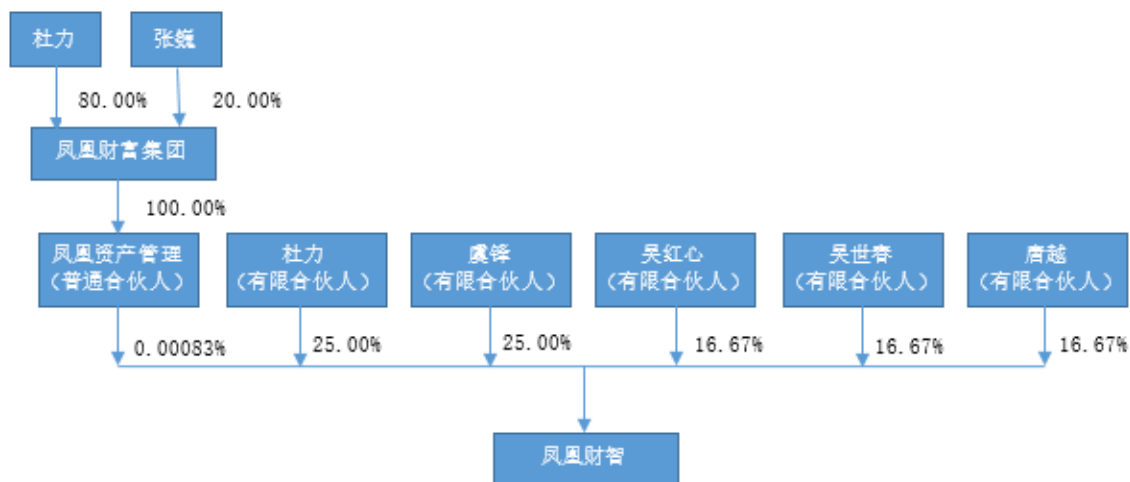 杜力
张巍
80.00%
20.00%
凤凰财富集团
100.00%
凤凰资产管理
（普通合伙人）
杜力
（有限合伙人）
虞锋
（有限合伙人）
吴红心
（有限合伙人）
吴世春
（有限合伙人）
唐越
（有限合伙人）
0.00083%
25.00%
25.00%
16.67%
16.67%
16.67%
凤凰财智